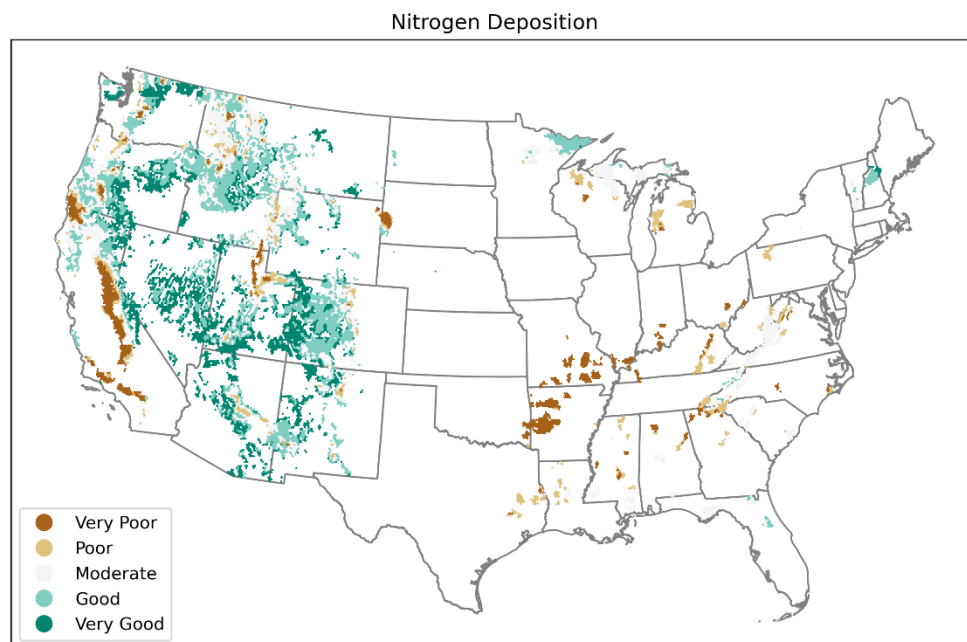 Nitrogen Deposition
Very Poor
Poor
Moderate
Good
Very Good